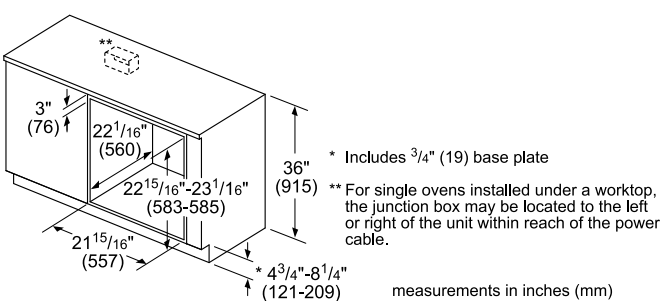 **
3"
(76)
22 1/16"
(560)
22 15/16"-23 1/16"
(583-585)
36"
(915)
21 15/16"
(557)
* 4 3/4"-8 1/4"
(121-209)
* Includes 3/4" (19) base plate
** For single ovens installed under a worktop,
the junction box may be located to the left
or right of the unit within reach of the power
cable.
measurements in inches (mm)